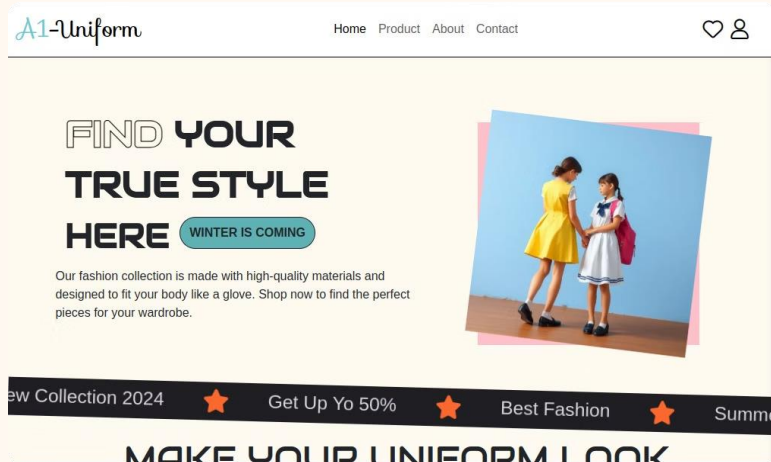 A1-Uniform
Home Product About Contact
FIND YOUR
TRUE STYLE
HERE WINTER IS COMING
Our fashion collection is made with high-quality materials and
designed to fit your body like a glove. Shop now to find the perfect
pieces for your wardrobe.
ew Collection 2024 Get Up Yo 50% Best Fashion Summe
MAKE YOUR UNIFORM LOOK